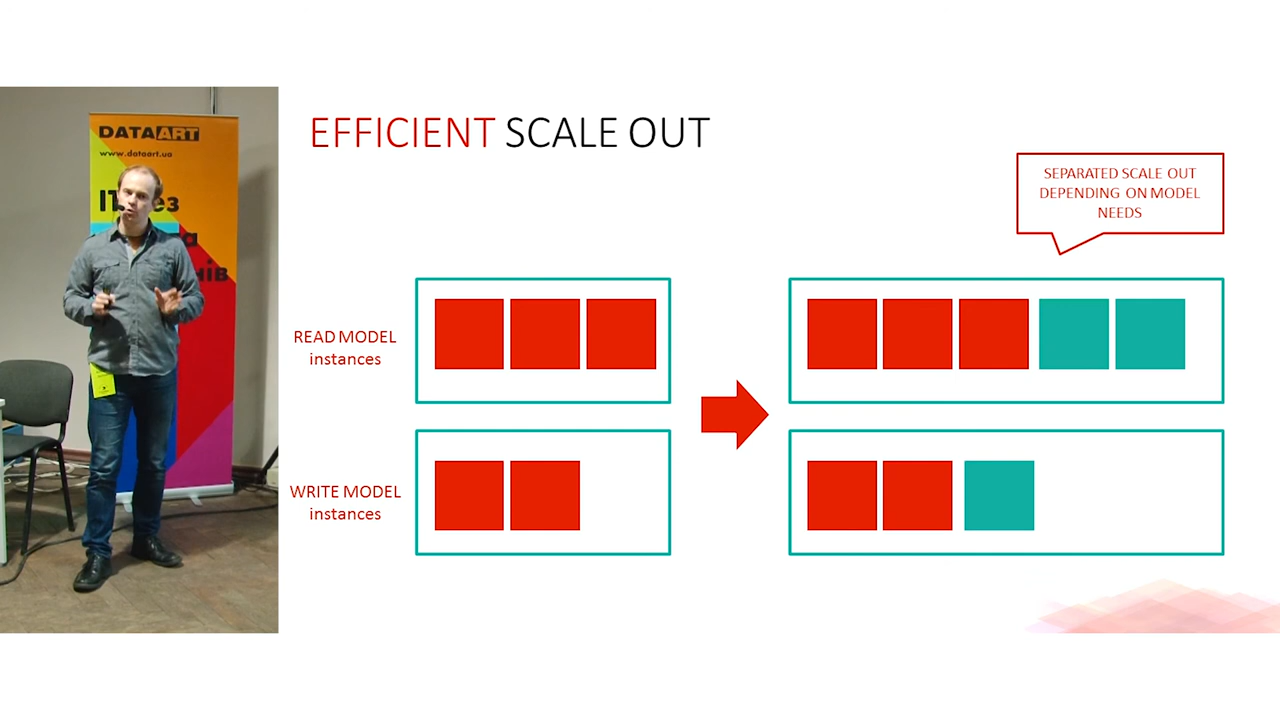 DATAART
www.dataart.ua
EFFICIENT SCALE OUT
SEPARATED SCALE OUT
DEPENDING ON MODEL
NEEDS
READ MODEL
instances
WRITE MODEL
instances